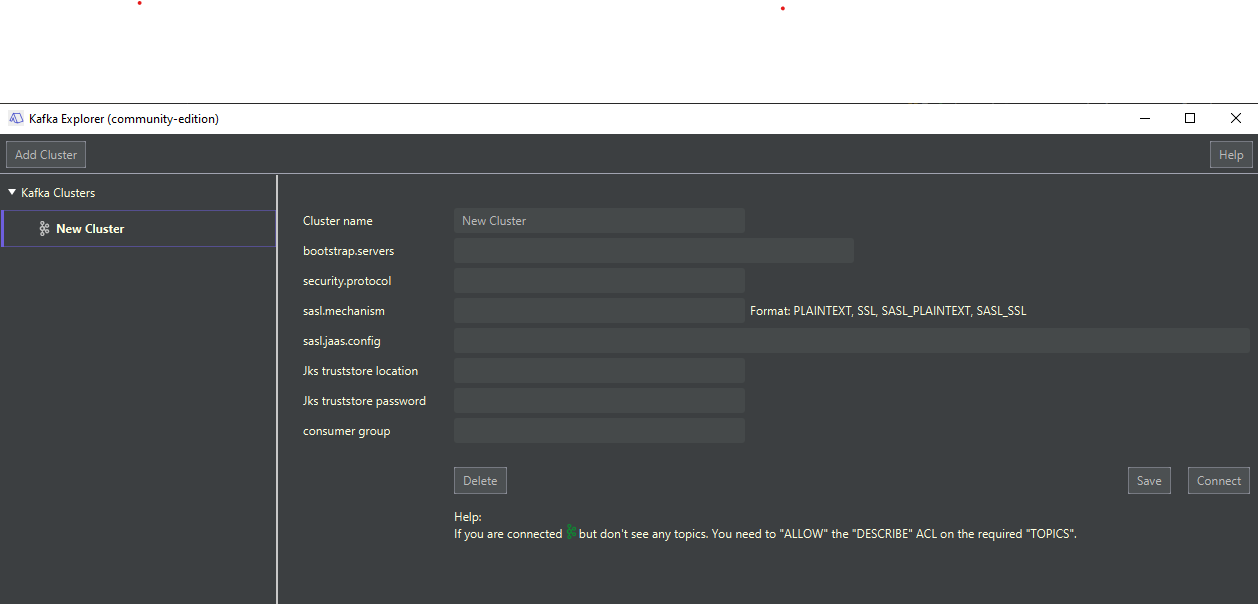 Kafka Explorer (community-edition)
Add Cluster
Help
Kafka Clusters
New Cluster
Cluster name New Cluster
bootstrap.servers
security.protocol
sasl.mechanism Format: PLAINTEXT, SSL, SASL_PLAINTEXT, SASL_SSL
sasl.jaas.config
Jks truststore location
Jks truststore password
consumer group
Delete
Save
Connect
Help:
If you are connected but don't see any topics. You need to "ALLOW" the "DESCRIBE" ACL on the required "TOPICS".